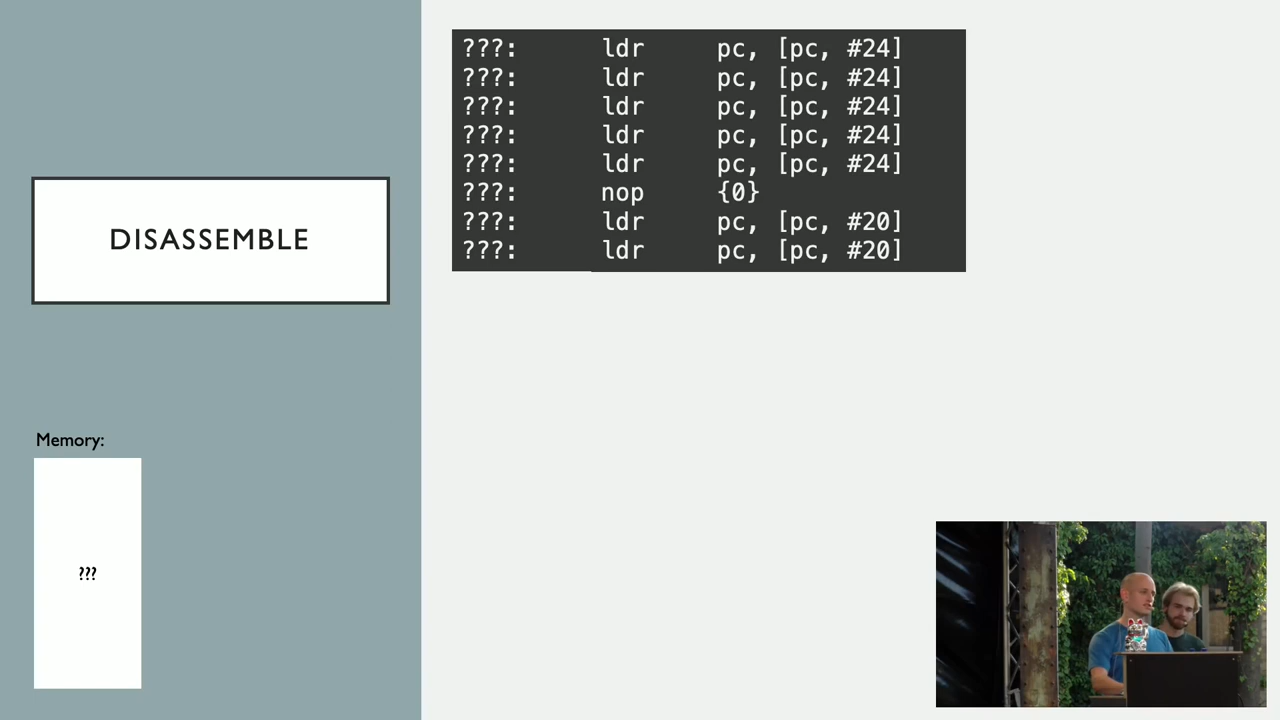 DISASSEMBLE
Memory:
???
???: ldr pc, [pc, #24]
???: ldr pc, [pc, #24]
???: ldr pc, [pc, #24]
???: ldr pc, [pc, #24]
???: ldr pc, [pc, #24]
???: nop {0}
???: ldr pc, [pc, #20]
???: ldr pc, [pc, #20]